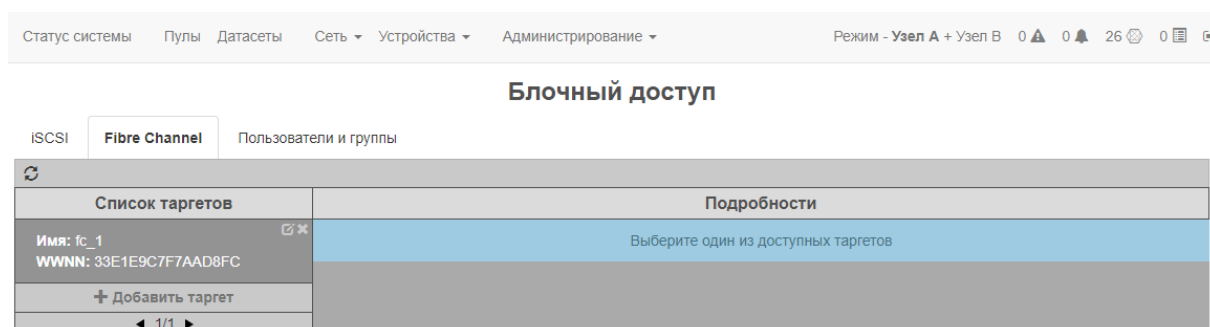 Статус системы Пулы Датасеты Сеть Устройства Администрирование Режим - Узел А + Узел В 0 0 26 0
Блочный доступ
iSCSI Fibre Channel Пользователи и группы
Список таргетов Подробности
Имя: fc_1 Выберите один из доступных таргетов
WWNN: 33E1E9C7F7AAD8FC
Добавить таргет
1/1